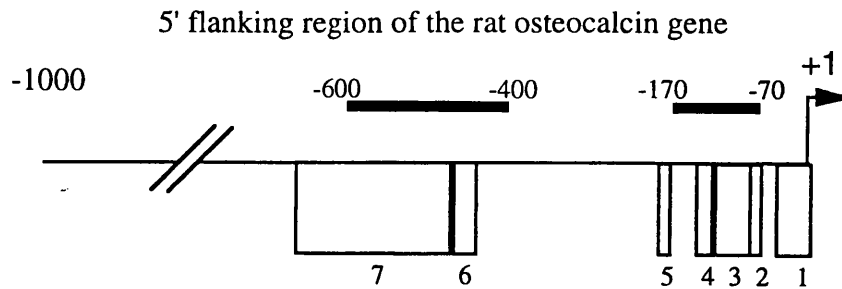 5' flanking region of the rat osteocalcin gene
+1
-1000
-600 -400 -170 -70
7 6 5 4 3 2 1